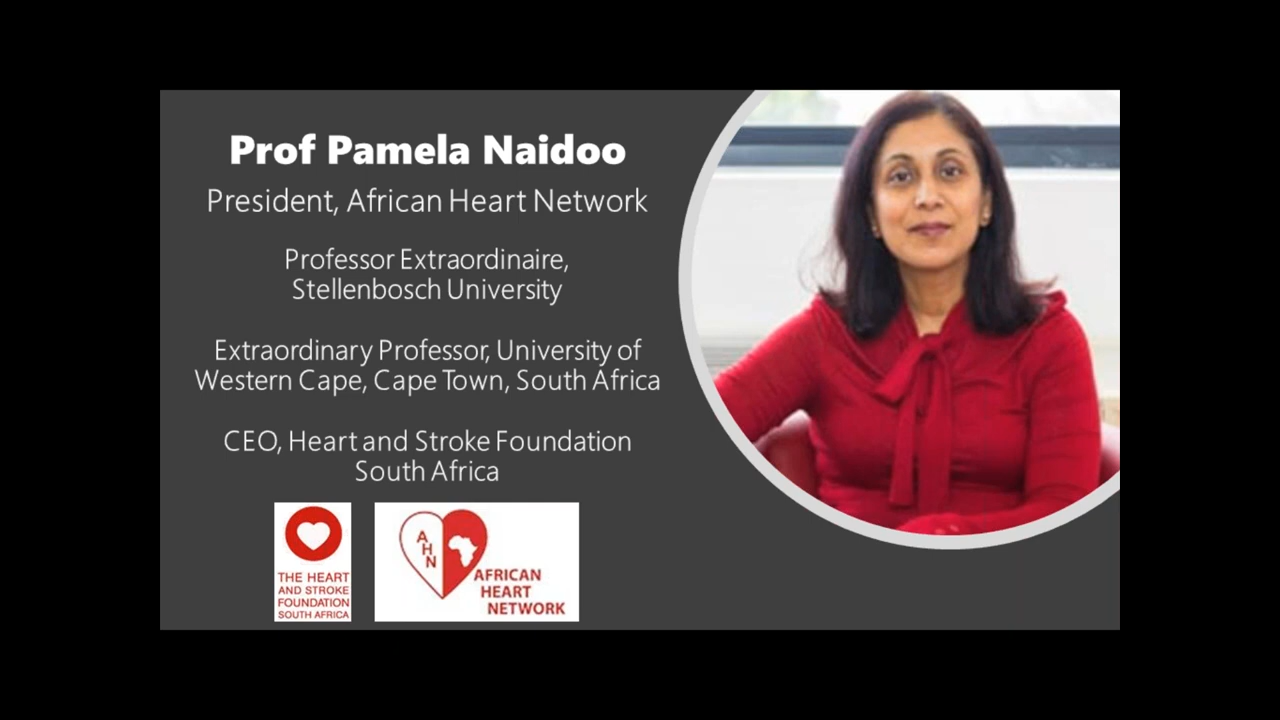 Prof Pamela Naidoo
President, African Heart Network
Professor Extraordinaire,
Stellenbosch University
Extraordinary Professor, University of
Western Cape, Cape Town, South Africa
CEO, Heart and Stroke Foundation
South Africa
THE HEART
AND STROKE
FOUNDATION
SOUTH AFRICA
AHN
AFRICAN
HEART
NETWORK